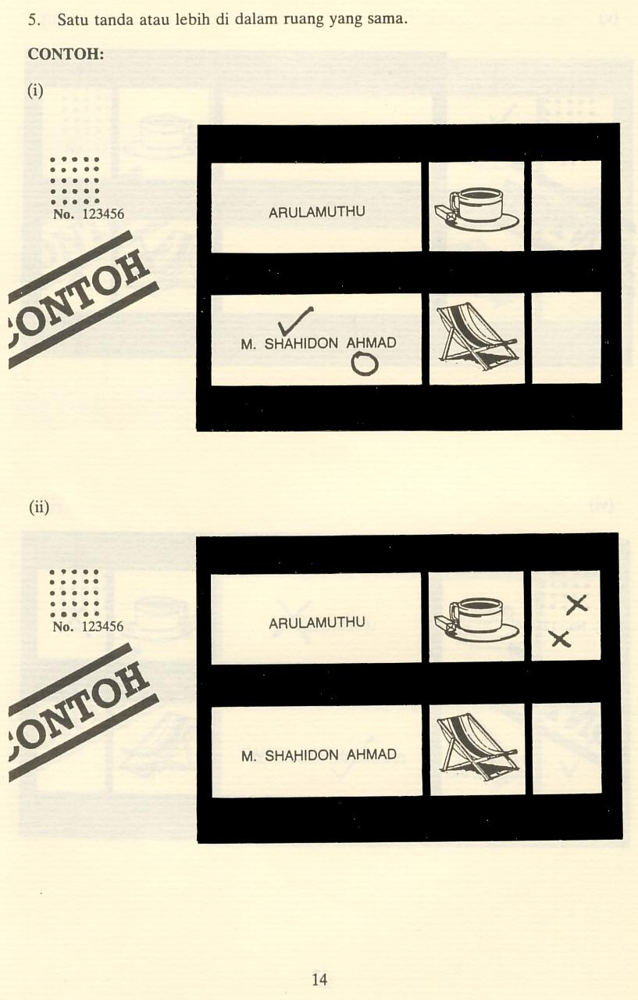 5. Satu tanda atau lebih di dalam ruang yang sama.
CONTOH:
(i)
No. 123456
CONTOH
ARULAMUTHU
M. SHAHIDON AHMAD
(ii)
No. 123456
CONTOH
ARULAMUTHU
M. SHAHIDON AHMAD
14